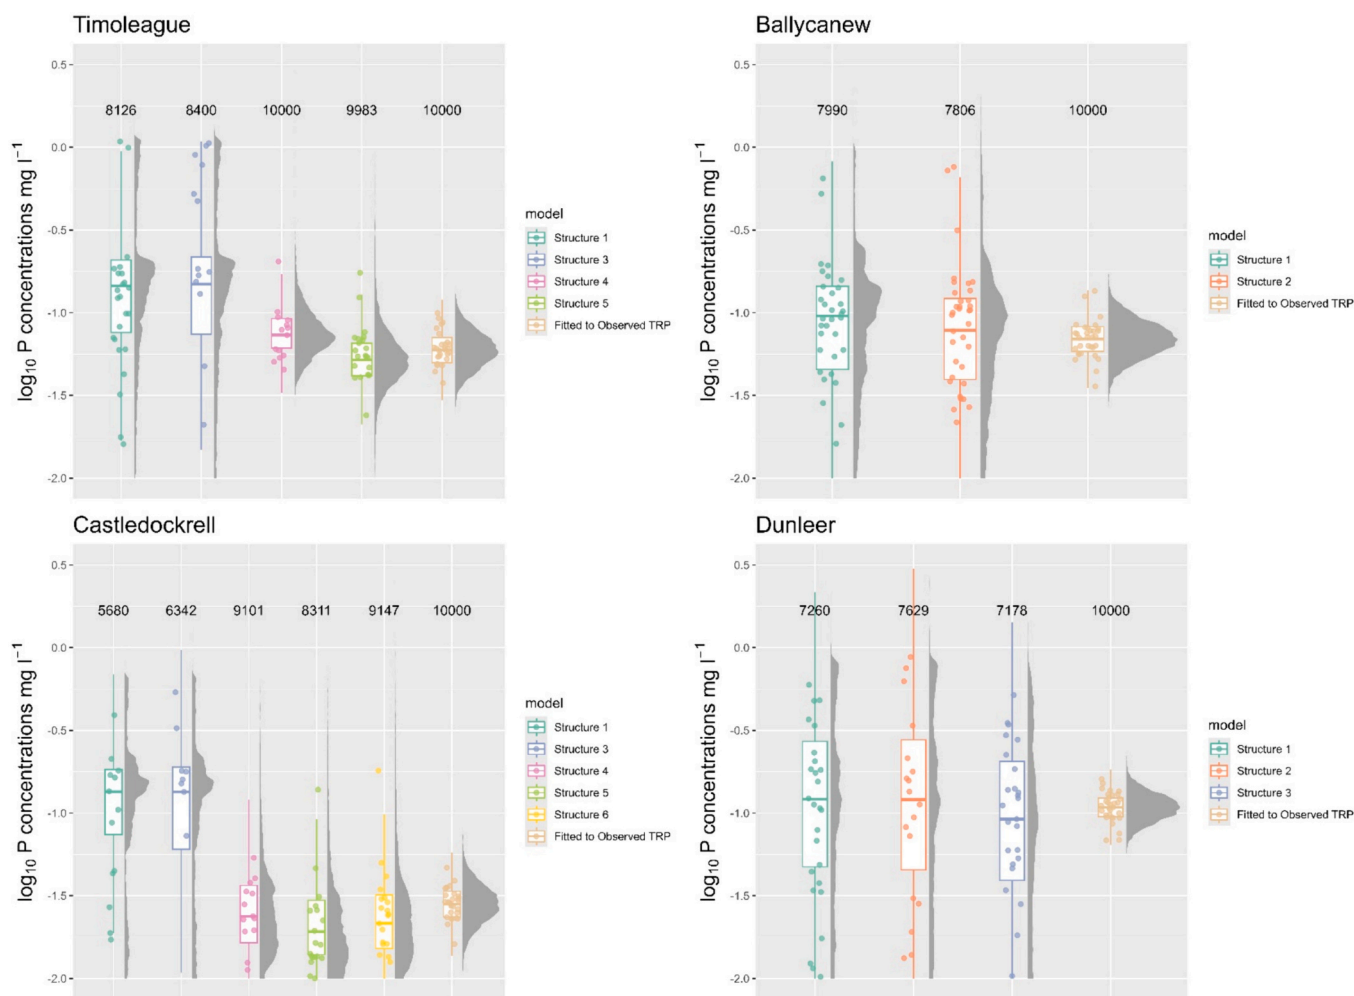 Timoleague
0.5
8126 8400 10000 9983 10000
0.0
-0.5
-1.0
-1.5
-2.0
log10 P concentrations mg l−1
model
Structure 1
Structure 3
Structure 4
Structure 5
Fitted to Observed TRP
Ballycanew
0.5
7990 7806 10000
0.0
-0.5
-1.0
-1.5
-2.0
log10 P concentrations mg l−1
model
Structure 1
Structure 2
Fitted to Observed TRP
Castledockrell
0.5
5680 6342 9101 8311 9147 10000
0.0
-0.5
-1.0
-1.5
-2.0
log10 P concentrations mg l−1
model
Structure 1
Structure 3
Structure 4
Structure 5
Structure 6
Fitted to Observed TRP
Dunleer
0.5
7260 7629 7178 10000
0.0
-0.5
-1.0
-1.5
-2.0
log10 P concentrations mg l−1
model
Structure 1
Structure 2
Structure 3
Fitted to Observed TRP